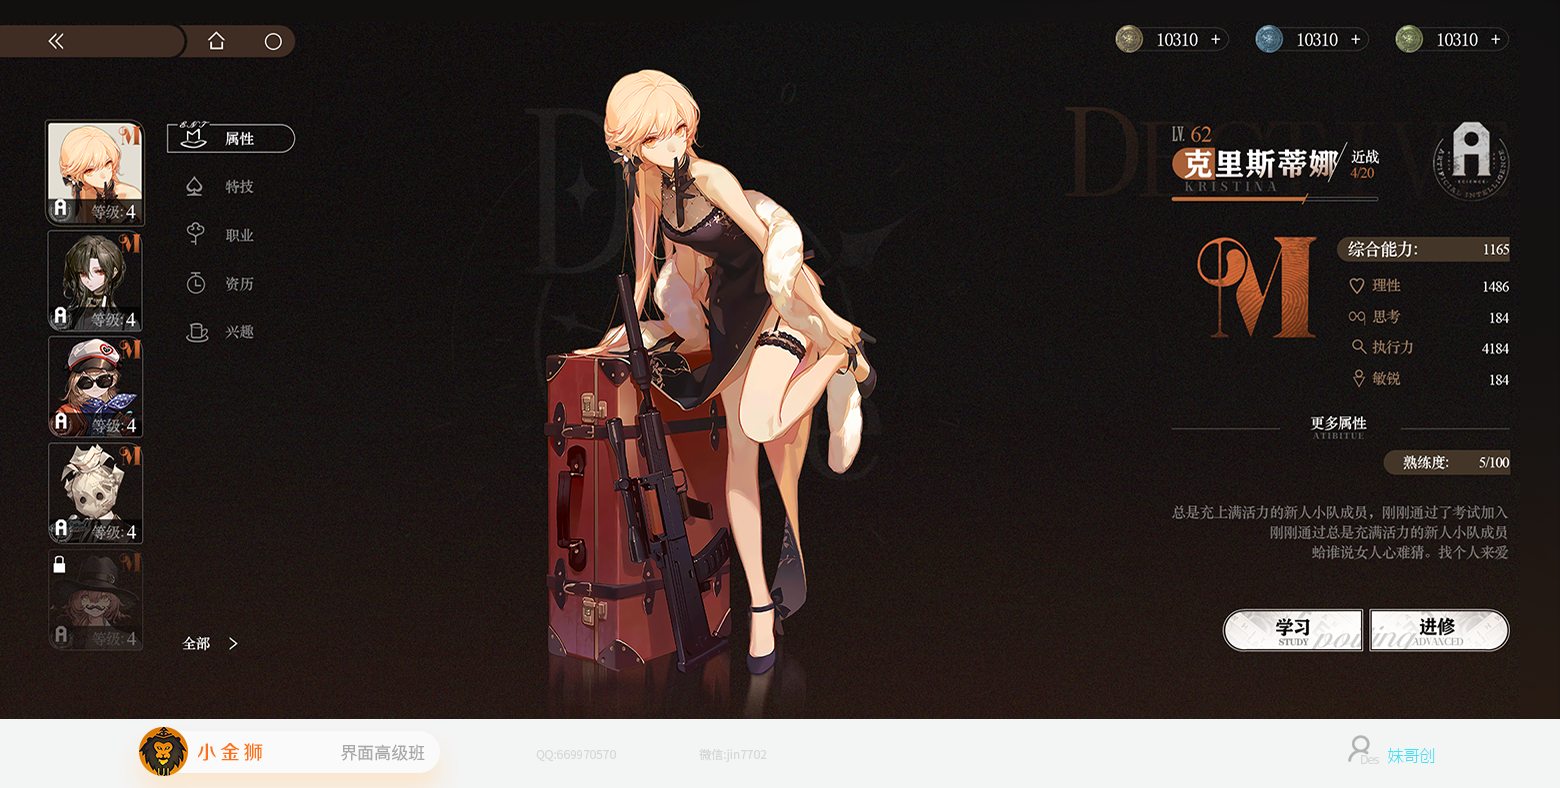 10310 +
10310 +
10310 +
M
A
等级:4
M
A
等级:4
M
A
等级:4
M
A
等级:4
M
A
等级:4
ENT
属性
特技
职业
资历
兴趣
全部
LV. 62
克里斯蒂娜
近战
4/20
KRISTINA
A
ARTIFICIAL INTELLIGENCE
SCIENCE
M
综合能力: 1165
理性 1486
思考 184
执行力 4184
敏锐 184
更多属性
ATIBITUE
熟练度: 5/100
总是充上满活力的新人小队成员，刚刚通过了考试加入
刚刚通过总是充满活力的新人小队成员
蛤谁说女人心难猜。找个人来爱
学习
STUDY
进修
ADVANCED
pouing
小金狮
界面高级班
QQ:669970570
微信:jin7702
Des
妹哥创